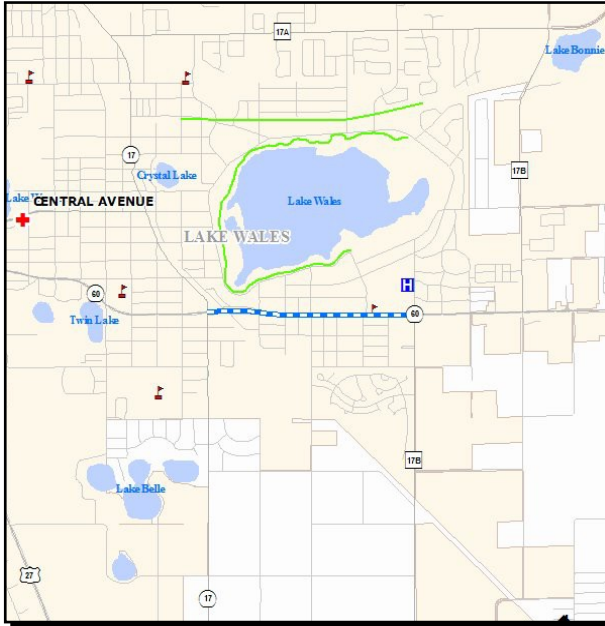 17A
Lake Bonnie
17
17B
Crystal Lake
Lake W
CENTRAL AVENUE
Lake Wales
LAKE WALES
H
60
Twin Lake
60
17B
Lake Belle
27
17